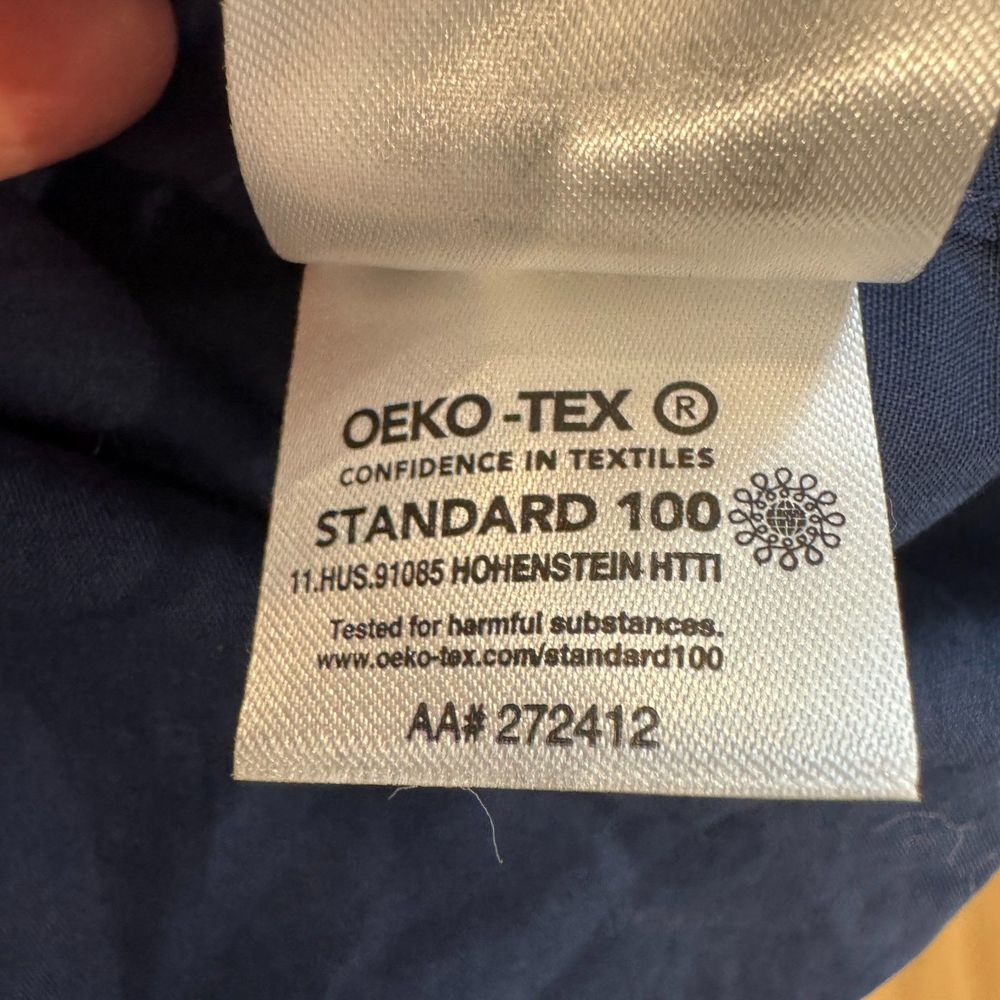 OEKO -TEX ®
CONFIDENCE IN TEXTILES
STANDARD 100
11.HUS.91085 HOHENSTEIN HTTI
Tested for harmful substances.
www.oeko-tex.com/standard100
AA# 272412